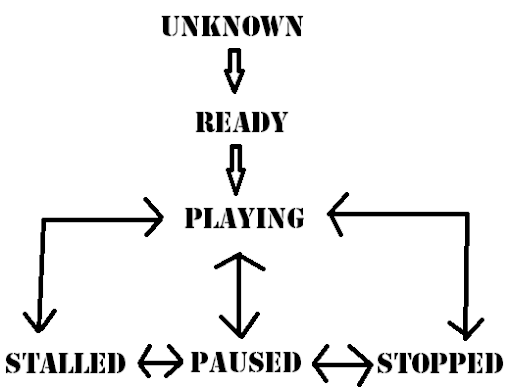 UNKNOWN
READY
PLAYING
STALLED PAUSED STOPPED